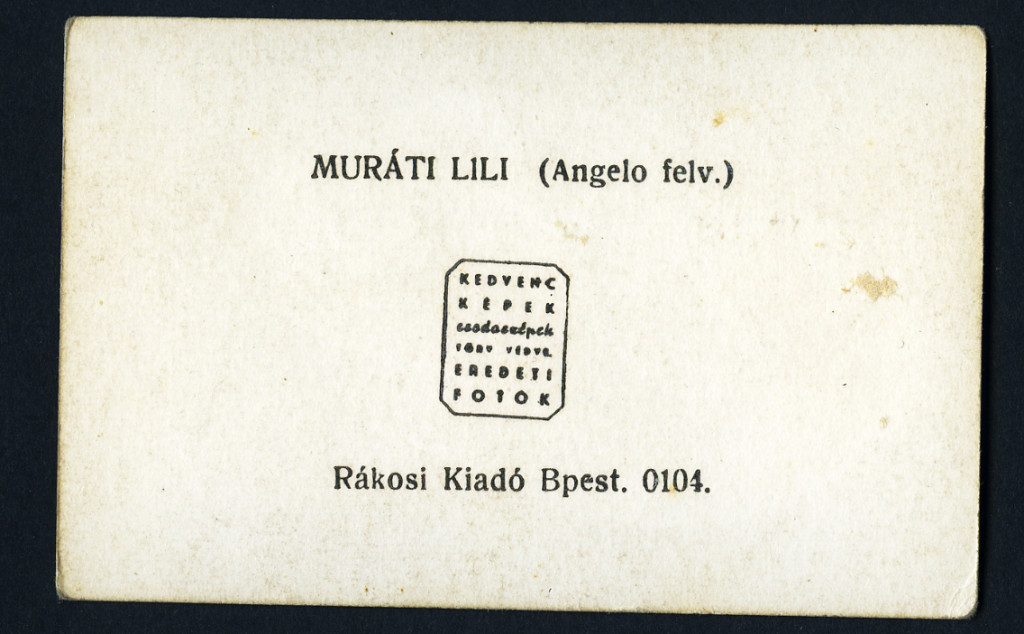 MURÁTI LILI (Angelo felv.)
KEDVENC
KÉPEK
csodaszépek
TÖRV VÉDVE.
EREDETI
FOTOK
Rákosi Kiadó Bpest. 0104.